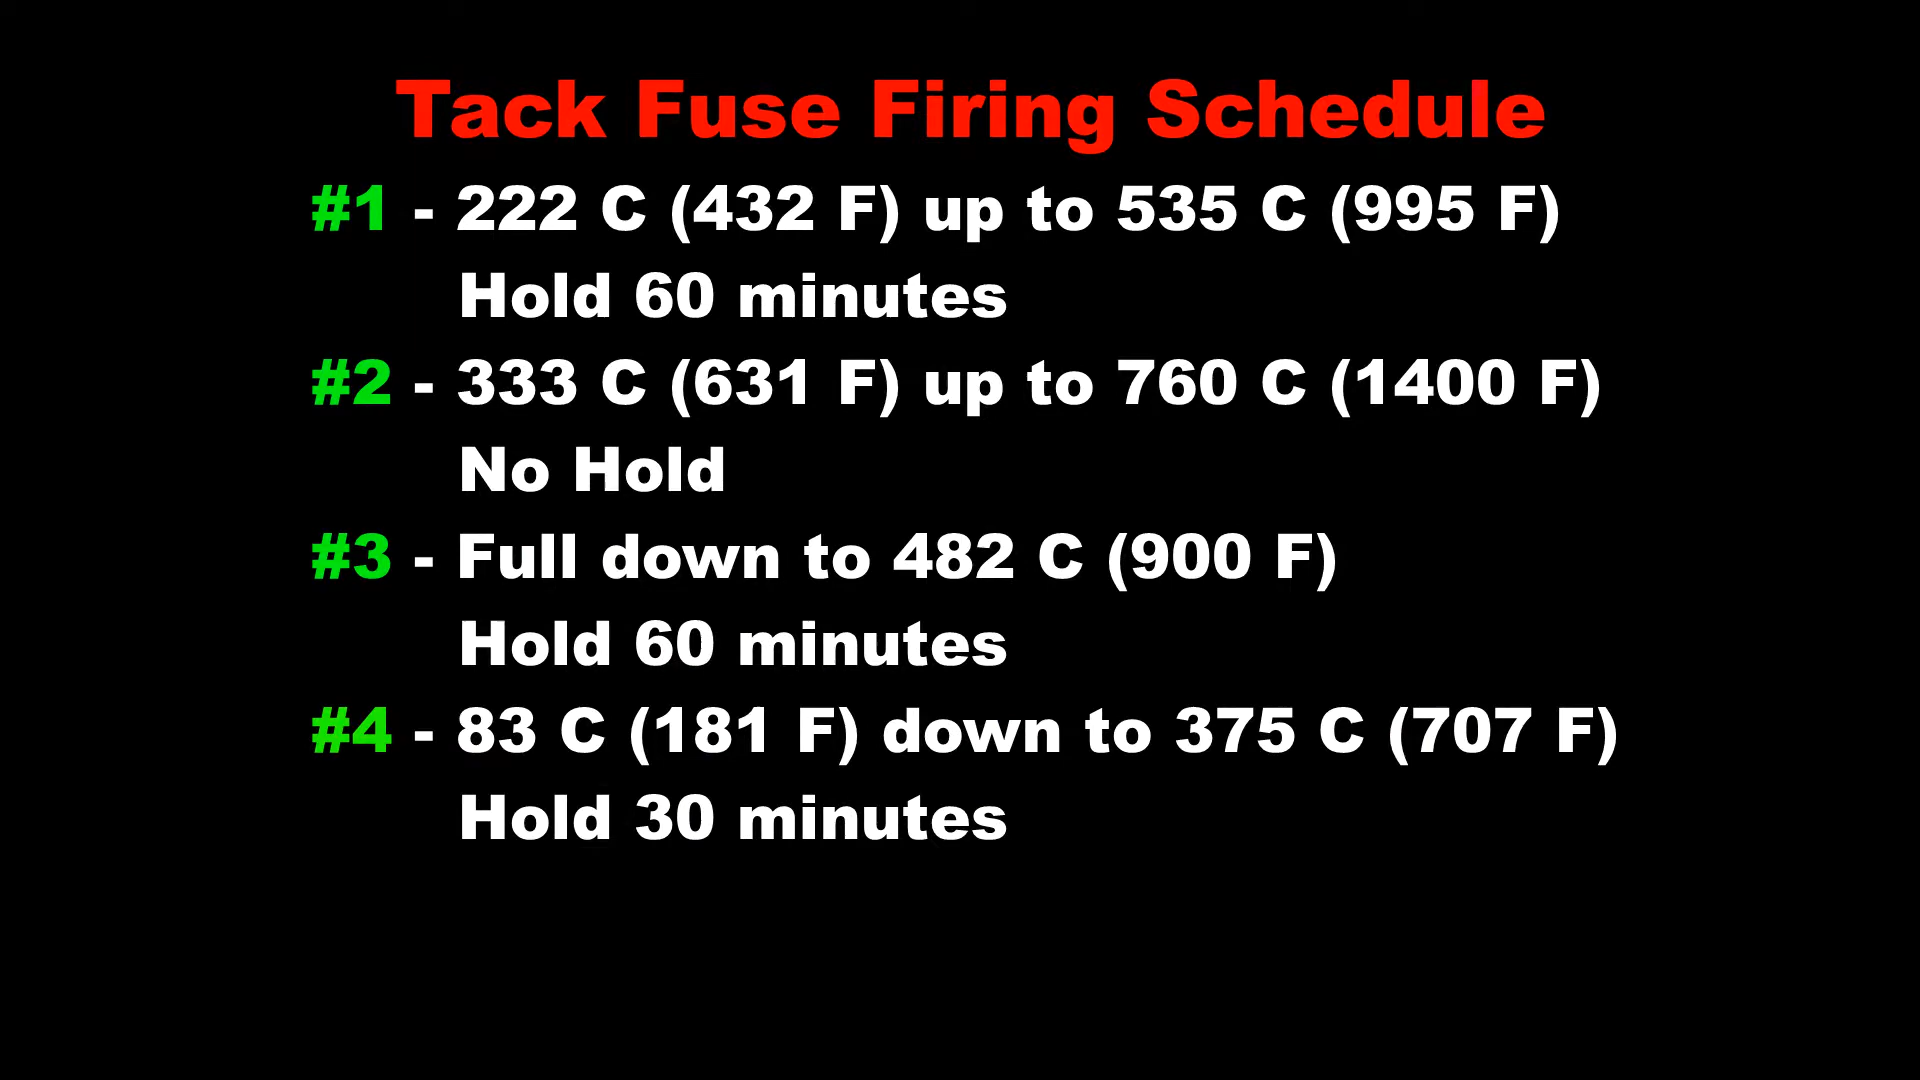 Tack Fuse Firing Schedule
#1 - 222 C (432 F) up to 535 C (995 F)
Hold 60 minutes
#2 - 333 C (631 F) up to 760 C (1400 F)
No Hold
#3 - Full down to 482 C (900 F)
Hold 60 minutes
#4 - 83 C (181 F) down to 375 C (707 F)
Hold 30 minutes